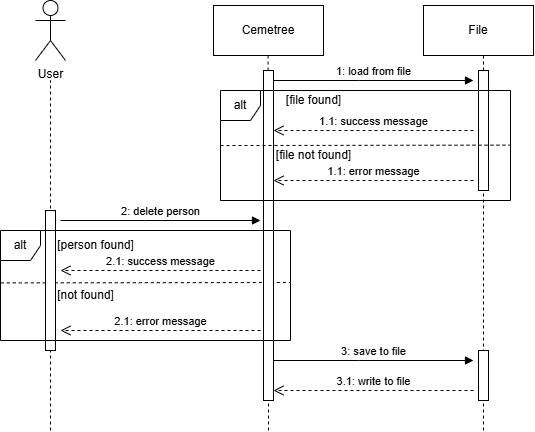 Cemetree
File
User
1: load from file
alt
[file found]
1.1: success message
[file not found]
1.1: error message
2: delete person
alt
[person found]
2.1: success message
[not found]
2.1: error message
3: save to file
3.1: write to file